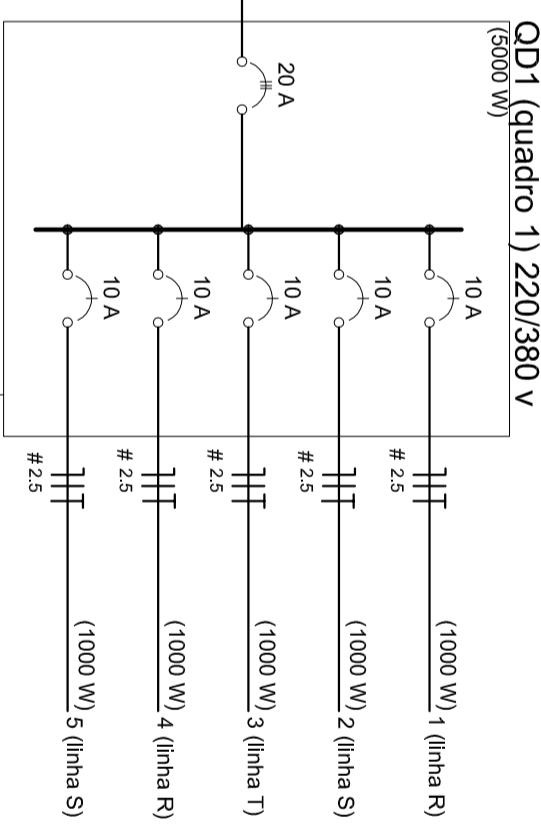 QD1 (quadro 1) 220/380 v
(5000 W)
20 A
10 A
# 2.5
(1000 W)
1 (linha R)
10 A
# 2.5
(1000 W)
2 (linha S)
10 A
# 2.5
(1000 W)
3 (linha T)
10 A
# 2.5
(1000 W)
4 (linha R)
10 A
# 2.5
(1000 W)
5 (linha S)